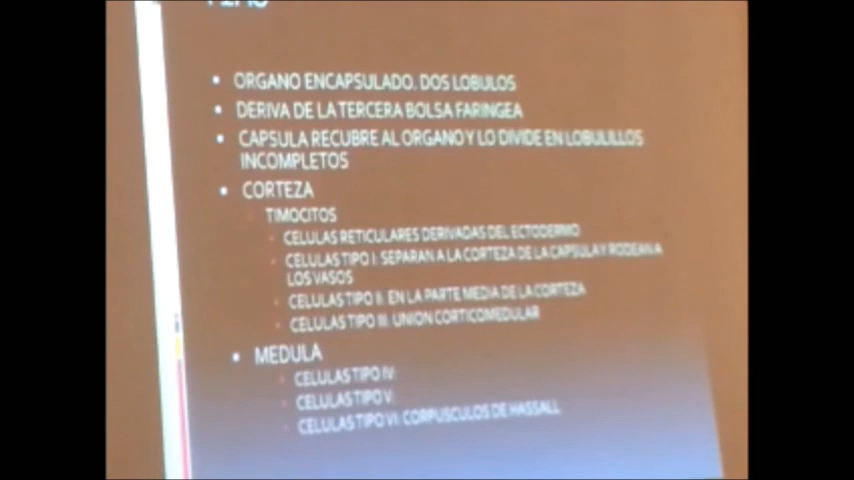 TIMO
• ORGANO ENCAPSULADO. DOS LOBULOS
• DERIVA DE LA TERCERA BOLSA FARINGEA
• CAPSULA RECUBRE AL ORGANO Y LO DIVIDE EN LOBULILLOS
INCOMPLETOS
• CORTEZA
TIMOCITOS
CELULAS RETICULARES DERIVADAS DEL ECTODERMO
CELULAS TIPO I: SEPARAN A LA CORTEZA DE LA CAPSULA Y RODEAN A
LOS VASOS
CELULAS TIPO II: EN LA PARTE MEDIA DE LA CORTEZA
CELULAS TIPO III: UNION CORTICOMEDULAR
• MEDULA
CELULAS TIPO IV:
CELULAS TIPO V:
CELULAS TIPO VI: CORPUSCULOS DE HASSALL